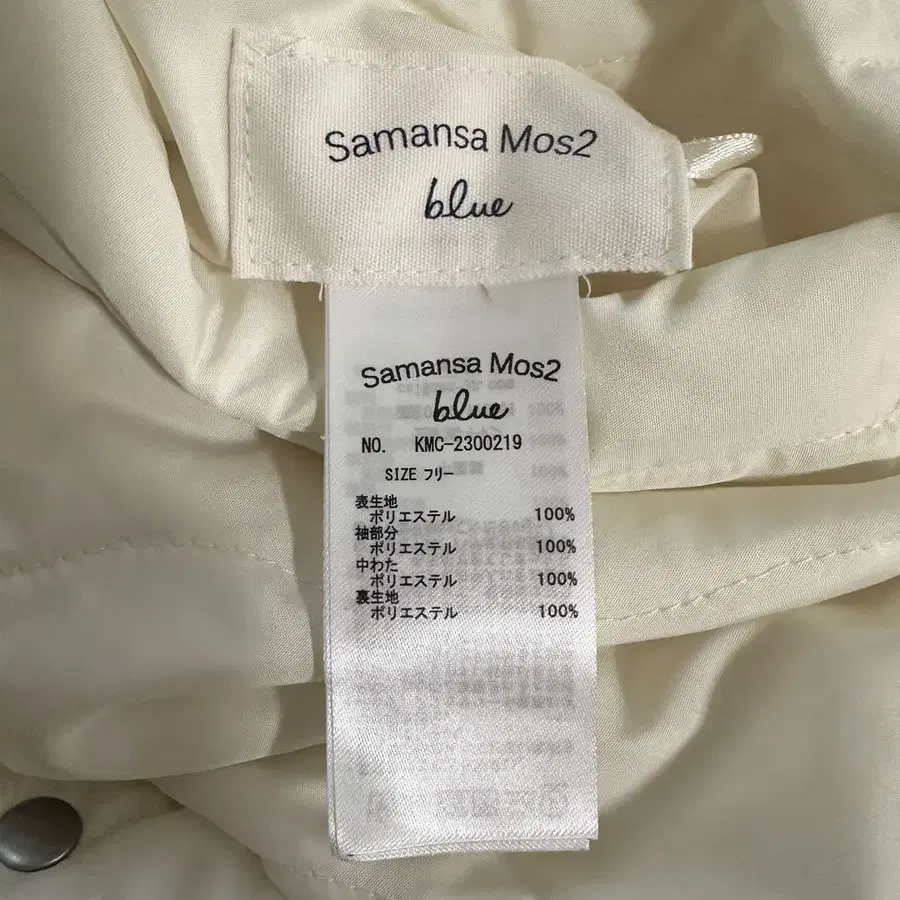 Samansa Mos2
blue
Samansa Mos2
blue
NO. KMC-2300219
SIZE フリー
表生地
ポリエステル 100%
袖部分
ポリエステル 100%
中わた
ポリエステル 100%
裏生地
ポリエステル 100%